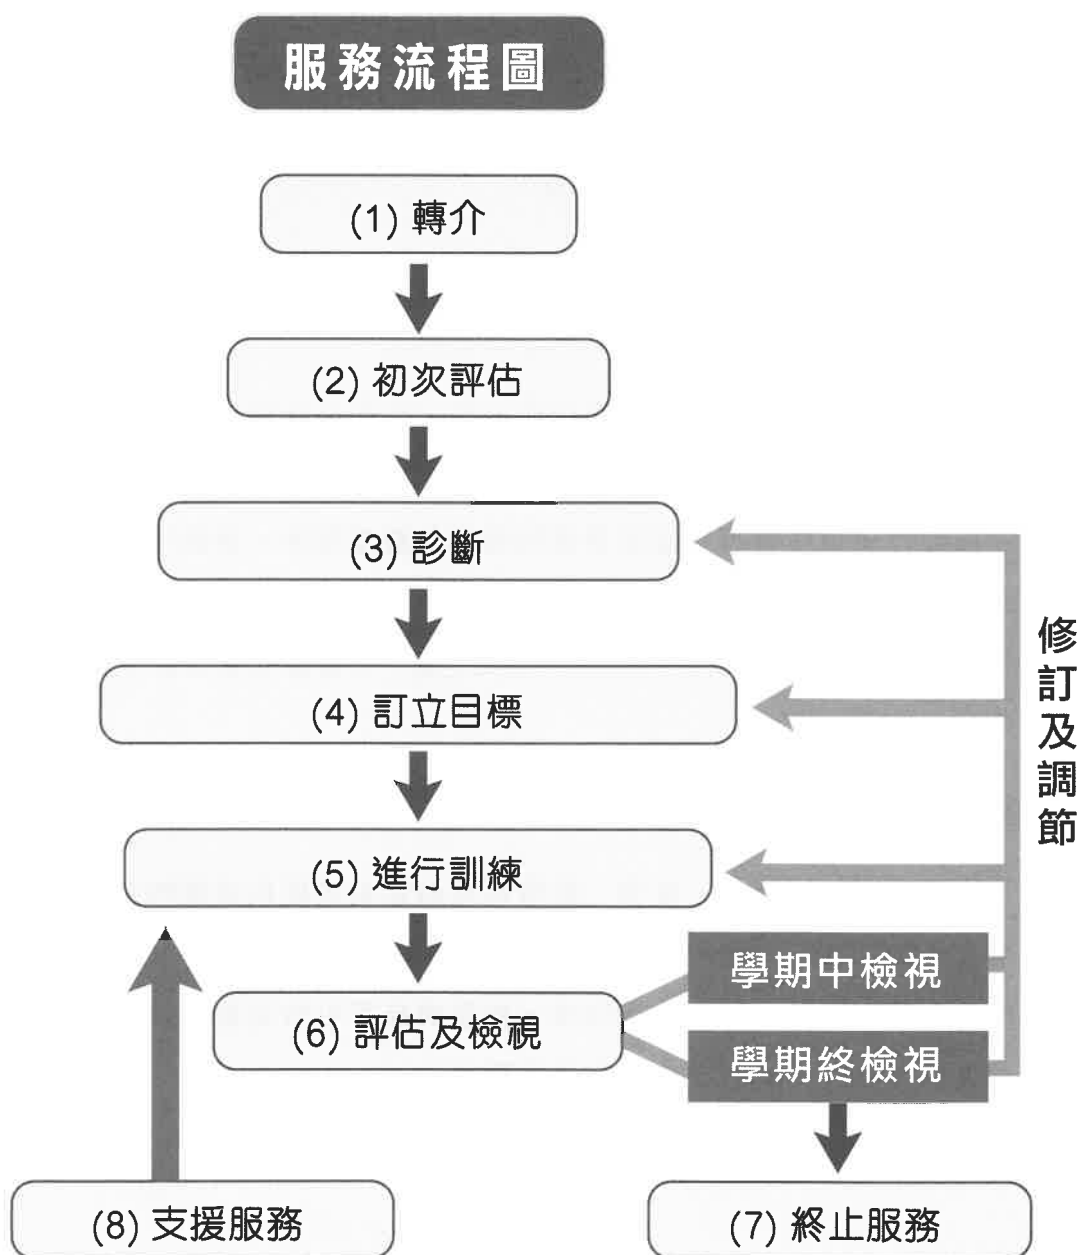 服務流程圖
(1) 轉介
(2) 初次評估
(3) 診斷
(4) 訂立目標
(5) 進行訓練
修訂及調節
學期中檢視
(6) 評估及檢視
學期終檢視
(8) 支援服務
(7) 終止服務